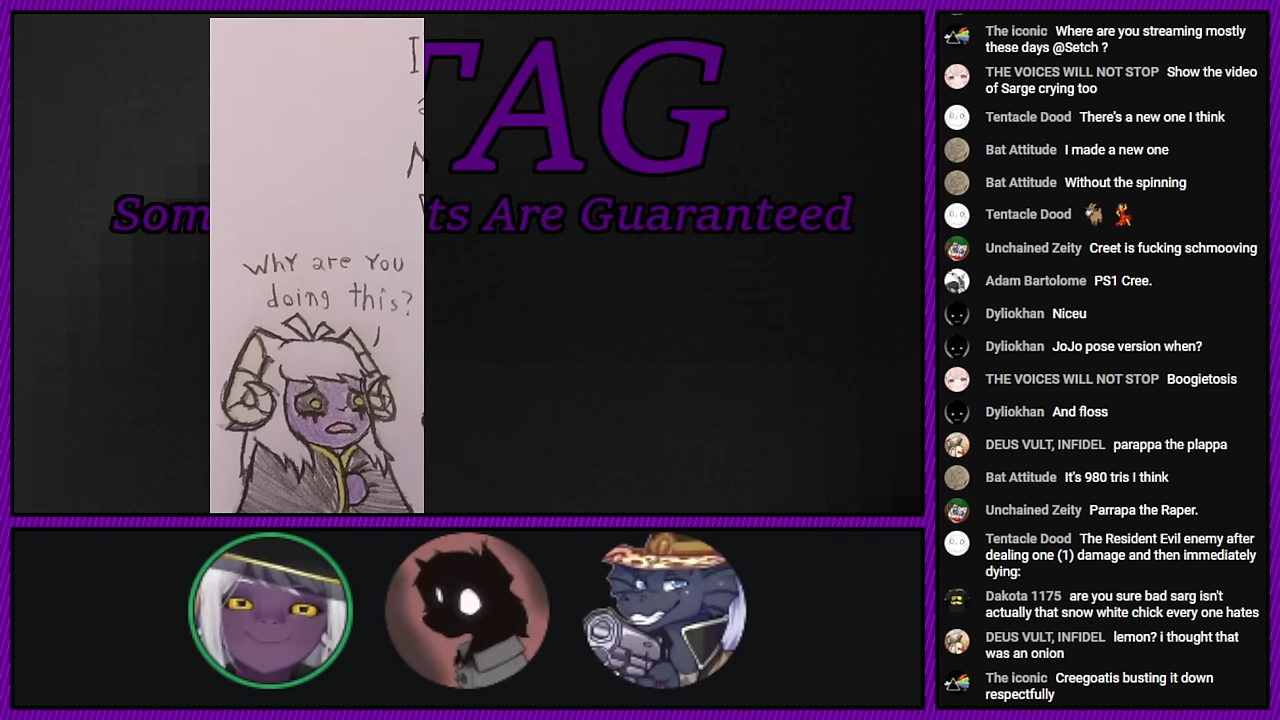 TAG
Som ts Are Guaranteed
I
Why are You
doing this?
The iconic Where are you streaming mostly
these days @Setch ?
THE VOICES WILL NOT STOP Show the video
of Sarge crying too
Tentacle Dood There's a new one I think
Bat Attitude I made a new one
Bat Attitude Without the spinning
Tentacle Dood
Unchained Zeity Creet is fucking schmoving
Adam Bartolome PS1 Cree.
Dyliokhan Niceu
Dyliokhan JoJo pose version when?
THE VOICES WILL NOT STOP Boogietosis
Dyliokhan And floss
DEUS VULT, INFIDEL parappa the plappa
Bat Attitude It's 980 tris I think
Unchained Zeity Parrapa the Raper.
Tentacle Dood The Resident Evil enemy after
dealing one (1) damage and then immediately
dying:
Dakota 1175 are you sure bad sarg isn't
actually that snow white chick every one hates
DEUS VULT, INFIDEL lemon? i thought that
was an onion
The iconic Creegoatis busting it down
respectfully